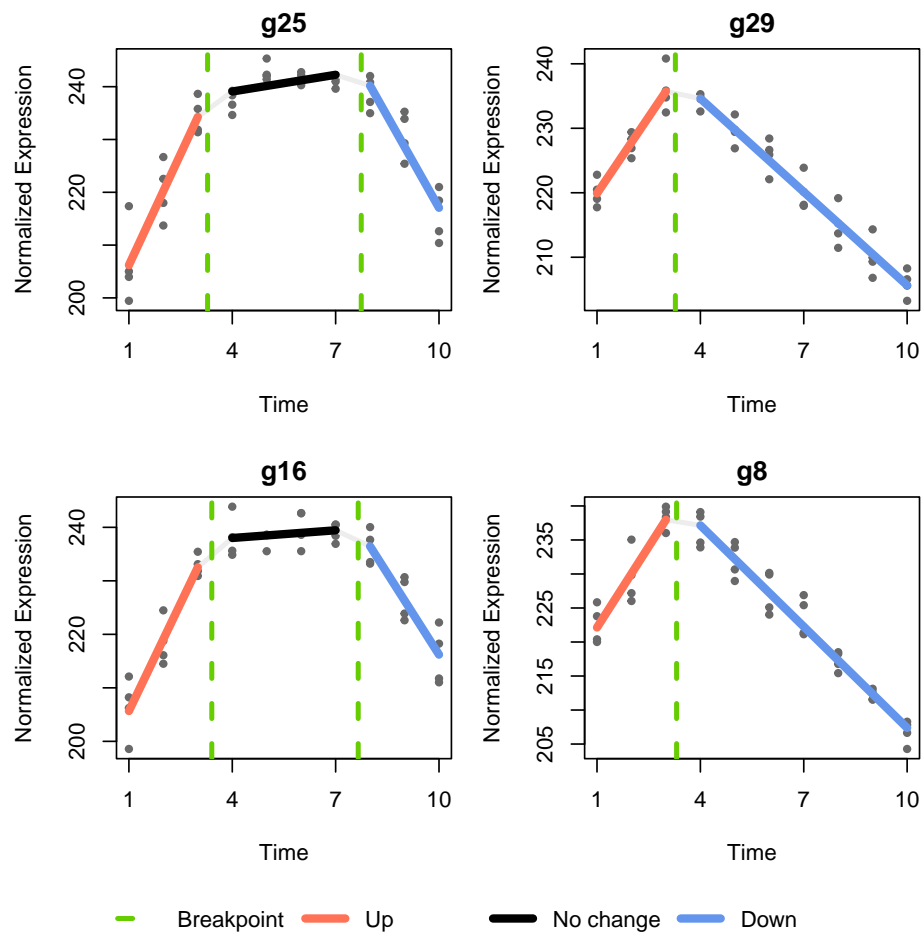 g25
Normalized Expression
200
220
240
1 4 7 10
Time
g29
Normalized Expression
210
220
230
240
1 4 7 10
Time
g16
Normalized Expression
200
220
240
1 4 7 10
Time
g8
Normalized Expression
205
215
225
235
1 4 7 10
Time
Breakpoint Up No change Down